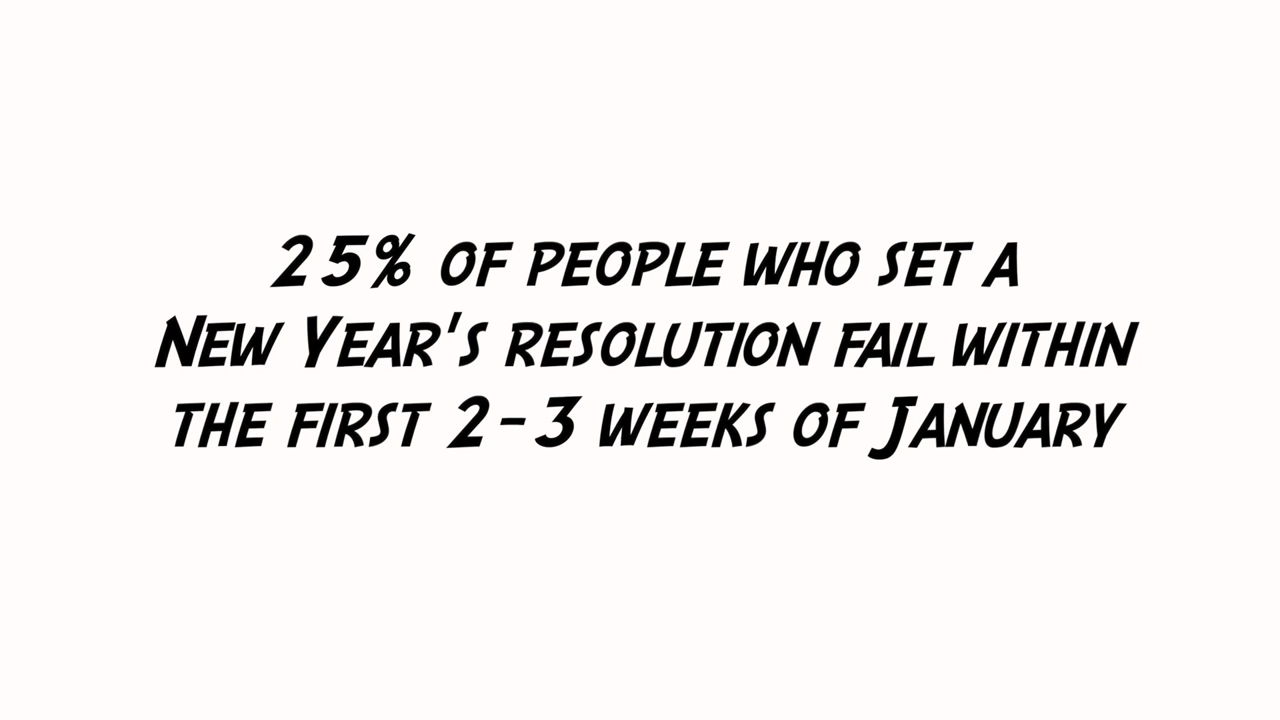 25% of people who set a
New Year's resolution fail within
the first 2-3 weeks of January